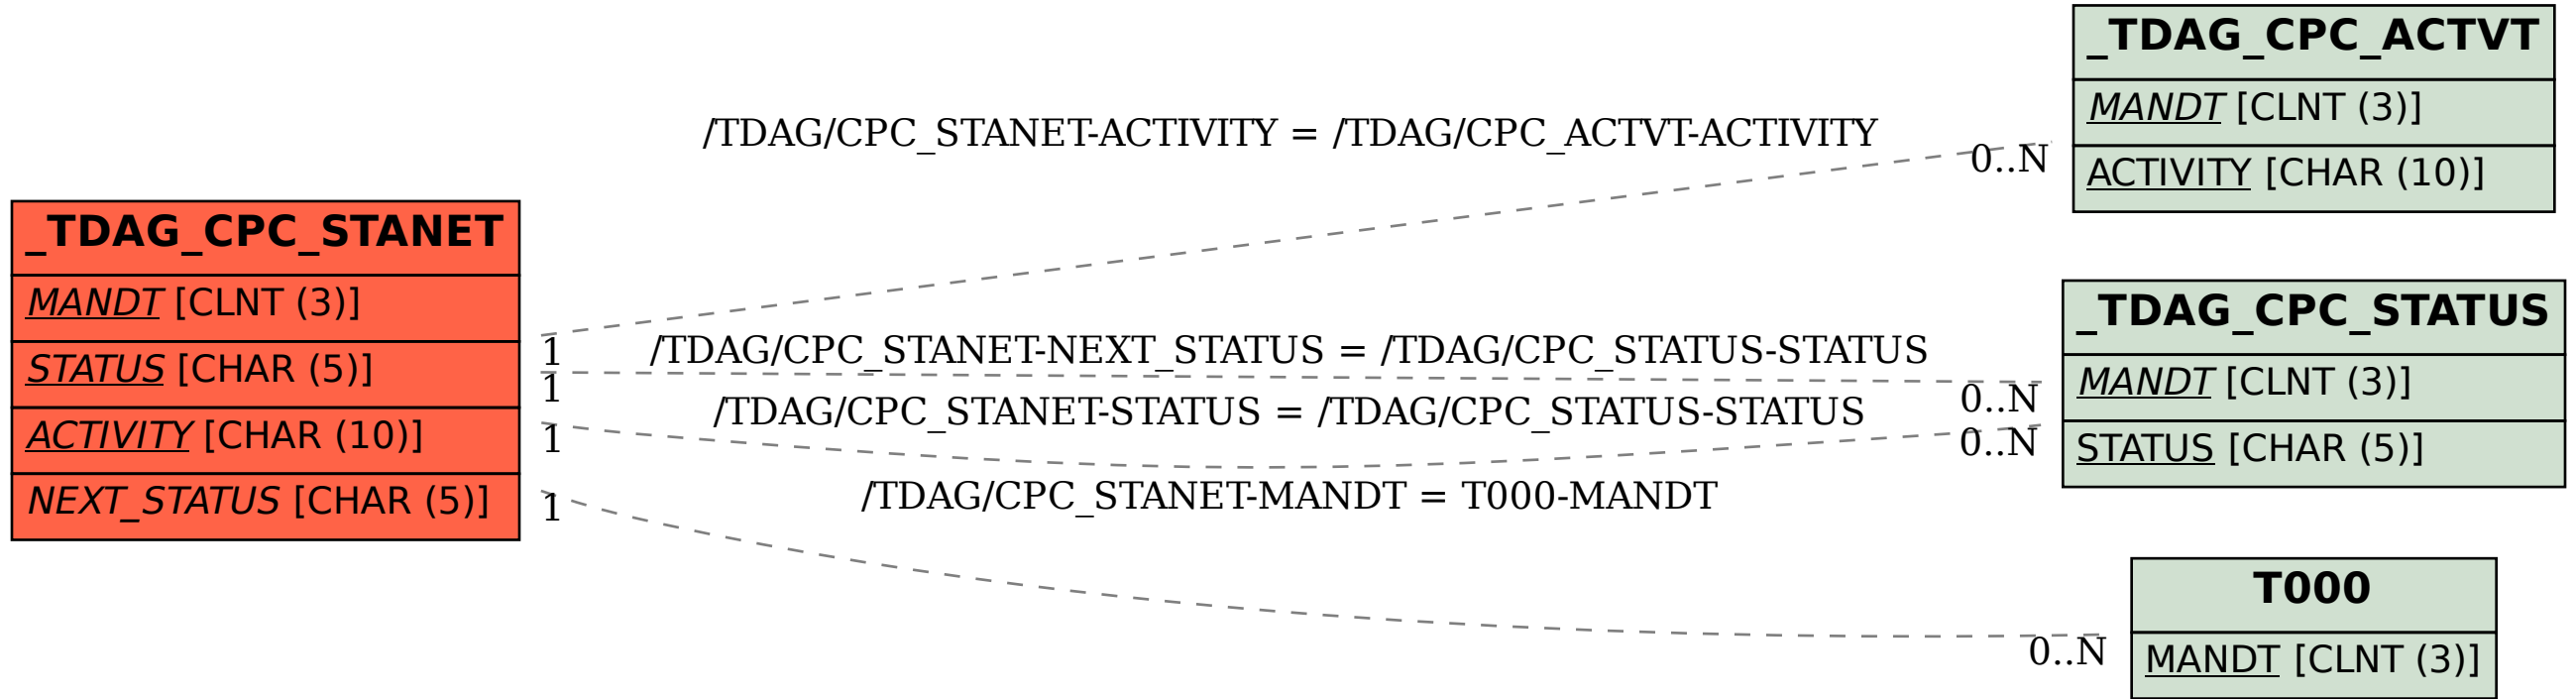 _TDAG_CPC_STANET
MANDT [CLNT (3)]
STATUS [CHAR (5)]
ACTIVITY [CHAR (10)]
NEXT_STATUS [CHAR (5)]
/TDAG/CPC_STANET-ACTIVITY = /TDAG/CPC_ACTVT-ACTIVITY
0..N
1
/TDAG/CPC_STANET-NEXT_STATUS = /TDAG/CPC_STATUS-STATUS
1
0..N
/TDAG/CPC_STANET-STATUS = /TDAG/CPC_STATUS-STATUS
1
0..N
/TDAG/CPC_STANET-MANDT = T000-MANDT
1
0..N
_TDAG_CPC_ACTVT
MANDT [CLNT (3)]
ACTIVITY [CHAR (10)]
_TDAG_CPC_STATUS
MANDT [CLNT (3)]
STATUS [CHAR (5)]
T000
MANDT [CLNT (3)]